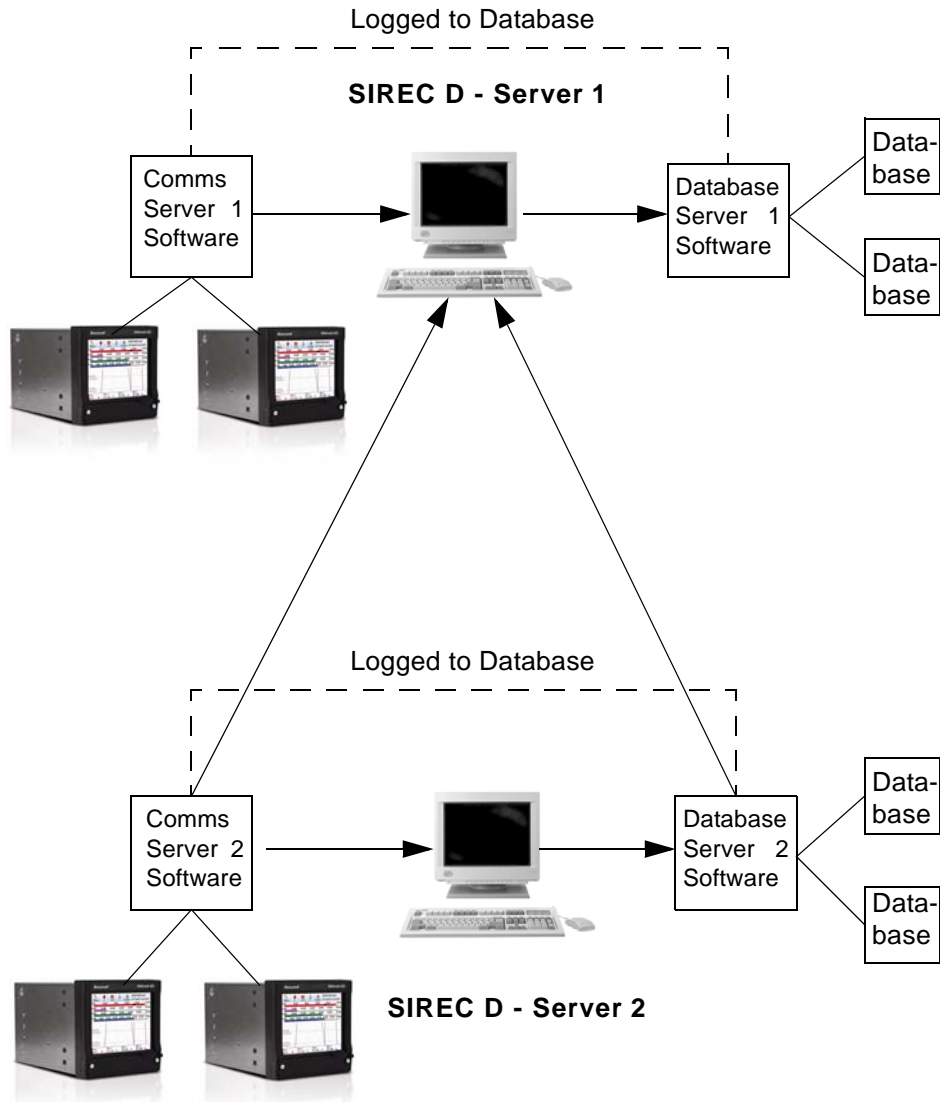 Logged to Database
SIREC D - Server 1
Comms
Server 1
Software
Database
Server 1
Software
Data-
base
Data-
base
Logged to Database
Comms
Server 2
Software
Database
Server 2
Software
Data-
base
Data-
base
SIREC D - Server 2